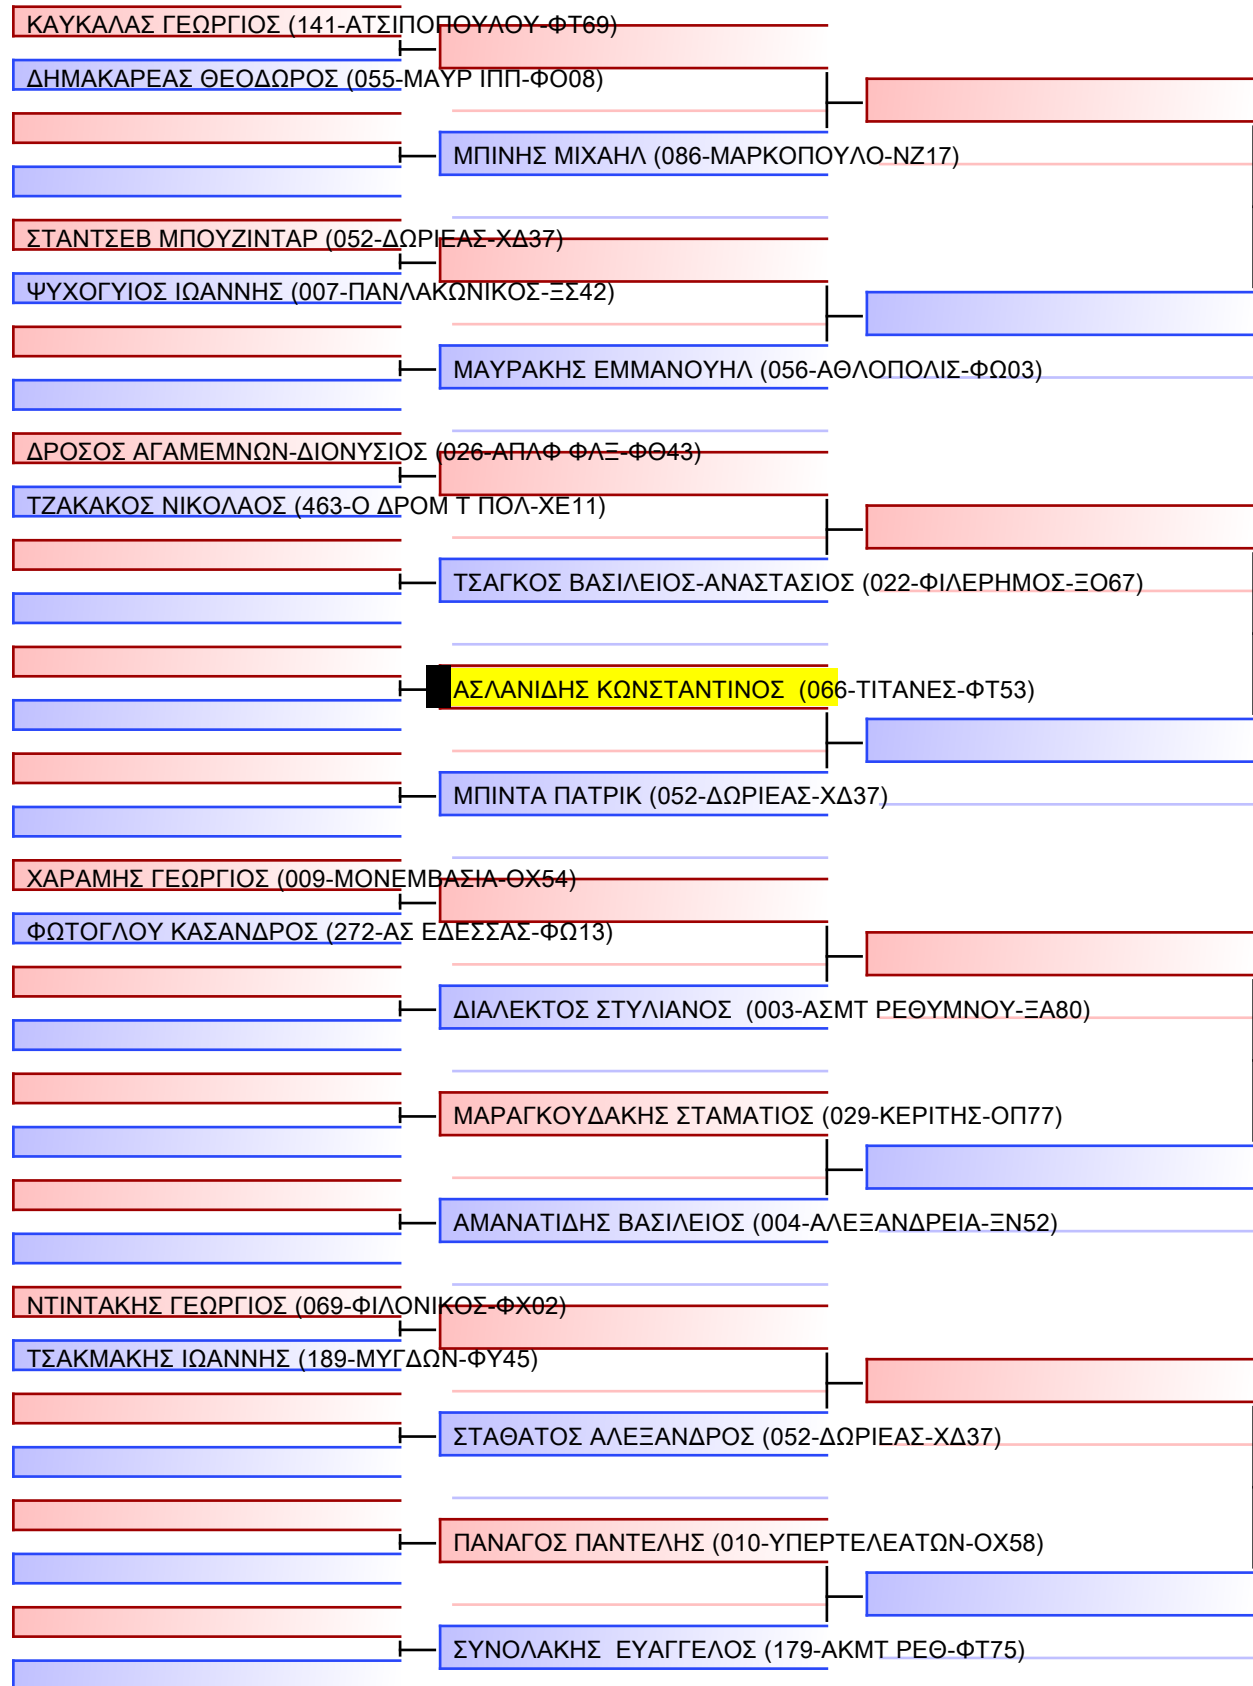 ΚΑΥΚΑΛΑΣ ΓΕΩΡΓΙΟΣ (141-ΑΤΣΙΠΟΠΟΥΛΟΥ-ΦΤ69)
ΔΗΜΑΚΑΡΕΑΣ ΘΕΟΔΩΡΟΣ (055-ΜΑΥΡ ΙΠΠ-ΦΟ08)
ΜΠΙΝΗΣ ΜΙΧΑΗΛ (086-ΜΑΡΚΟΠΟΥΛΟ-ΝΖ17)
ΣΤΑΝΤΣΕΒ ΜΠΟΥΖΙΝΤΑΡ (052-ΔΩΡΙΕΑΣ-ΧΔ37)
ΨΥΧΟΓΥΙΟΣ ΙΩΑΝΝΗΣ (007-ΠΑΝΛΑΚΩΝΙΚΟΣ-ΞΣ42)
ΜΑΥΡΑΚΗΣ ΕΜΜΑΝΟΥΗΛ (056-ΑΘΛΟΠΟΛΙΣ-ΦΩ03)
ΔΡΟΣΟΣ ΑΓΑΜΕΜΝΩΝ-ΔΙΟΝΥΣΙΟΣ (026-ΑΠΛΦ ΦΛΞ-ΦΘ43)
ΤΖΑΚΑΚΟΣ ΝΙΚΟΛΑΟΣ (463-Ο ΔΡΟΜ Τ ΠΟΛ-ΧΕ11)
ΤΣΑΓΚΟΣ ΒΑΣΙΛΕΙΟΣ-ΑΝΑΣΤΑΣΙΟΣ (022-ΦΙΛΕΡΗΜΟΣ-ΞΟ67)
ΑΣΛΑΝΙΔΗΣ ΚΩΝΣΤΑΝΤΙΝΟΣ  (066-ΤΙΤΑΝΕΣ-ΦΤ53)
ΜΠΙΝΤΑ ΠΑΤΡΙΚ (052-ΔΩΡΙΕΑΣ-ΧΔ37)
ΧΑΡΑΜΗΣ ΓΕΩΡΓΙΟΣ (009-ΜΟΝΕΜΒΑΣΙΑ-ΟΧ54)
ΦΩΤΟΓΛΟΥ ΚΑΣΑΝΔΡΟΣ (272-ΑΣ ΕΔΕΣΣΑΣ-ΦΩ13)
ΔΙΑΛΕΚΤΟΣ ΣΤΥΛΙΑΝΟΣ  (003-ΑΣΜΤ ΡΕΘΥΜΝΟΥ-ΞΑ80)
ΜΑΡΑΓΚΟΥΔΑΚΗΣ ΣΤΑΜΑΤΙΟΣ (029-ΚΕΡΙΤΗΣ-ΟΠ77)
ΑΜΑΝΑΤΙΔΗΣ ΒΑΣΙΛΕΙΟΣ (004-ΑΛΕΞΑΝΔΡΕΙΑ-ΞΝ52)
ΝΤΙΝΤΑΚΗΣ ΓΕΩΡΓΙΟΣ (069-ΦΙΛΟΝΙΚΟΣ-ΦΧ02)
ΤΣΑΚΜΑΚΗΣ ΙΩΑΝΝΗΣ (189-ΜΥΓΔΩΝ-ΦΥ45)
ΣΤΑΘΑΤΟΣ ΑΛΕΞΑΝΔΡΟΣ (052-ΔΩΡΙΕΑΣ-ΧΔ37)
ΠΑΝΑΓΟΣ ΠΑΝΤΕΛΗΣ (010-ΥΠΕΡΤΕΛΕΑΤΩΝ-ΟΧ58)
ΣΥΝΟΛΑΚΗΣ  ΕΥΑΓΓΕΛΟΣ (179-ΑΚΜΤ ΡΕΘ-ΦΤ75)